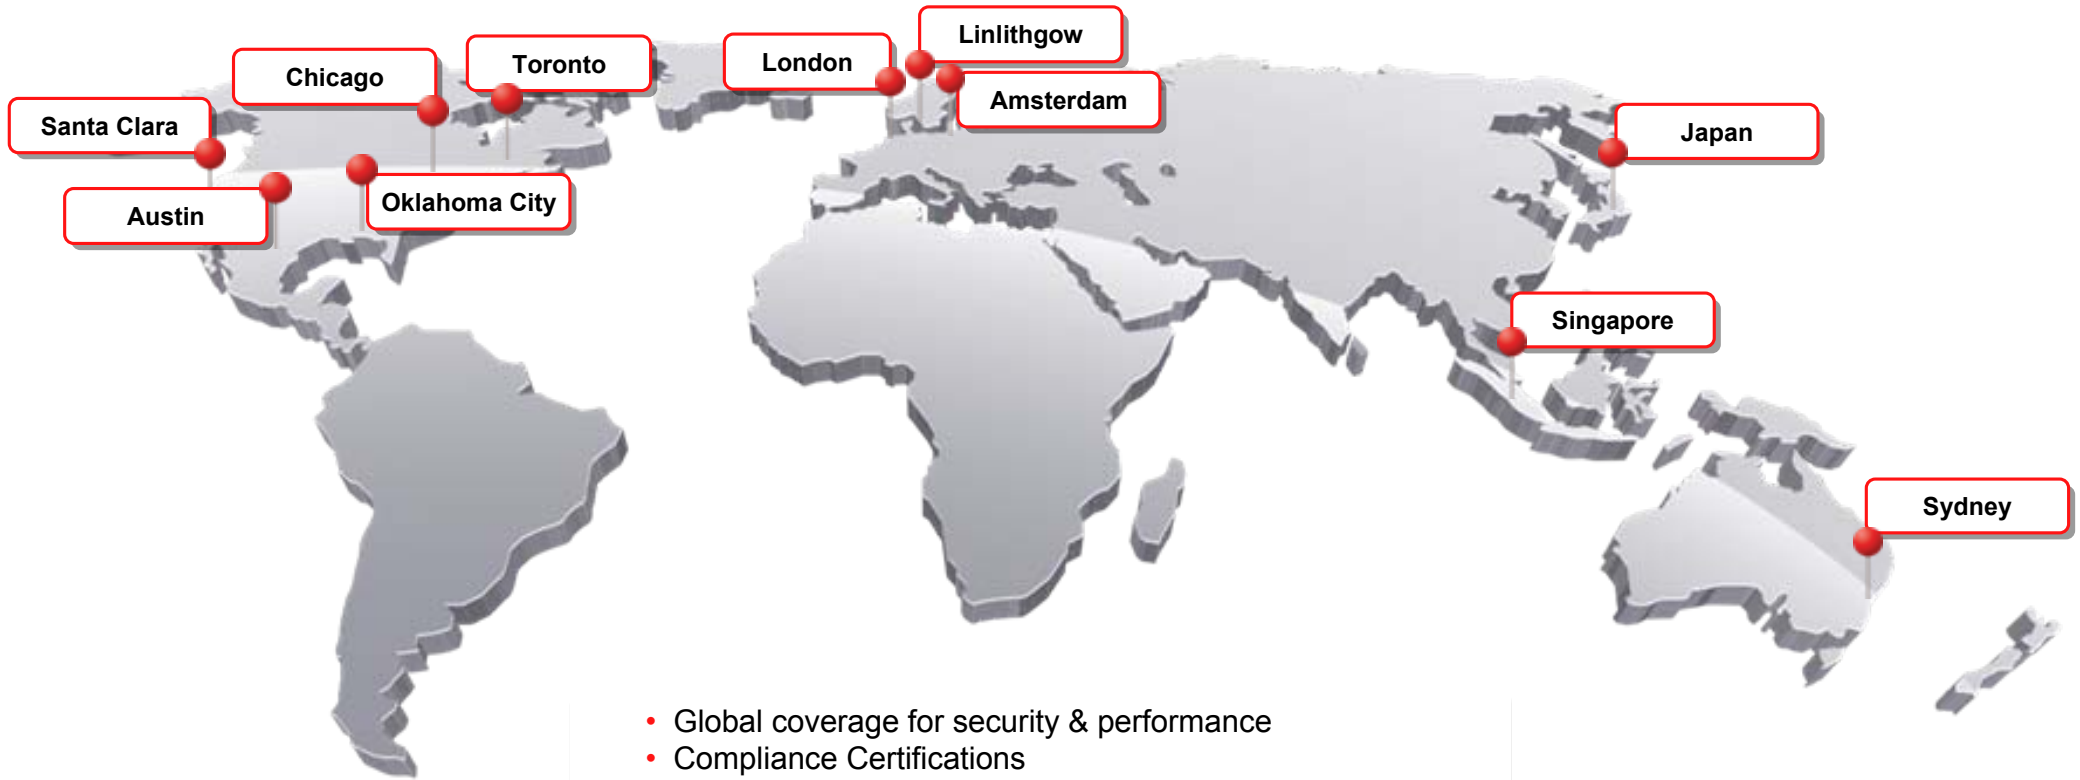 Linlithgow
Toronto
London
Chicago
Amsterdam
Santa Clara
Japan
Oklahoma City
Austin
Singapore
Sydney
• Global coverage for security & performance
• Compliance Certifications